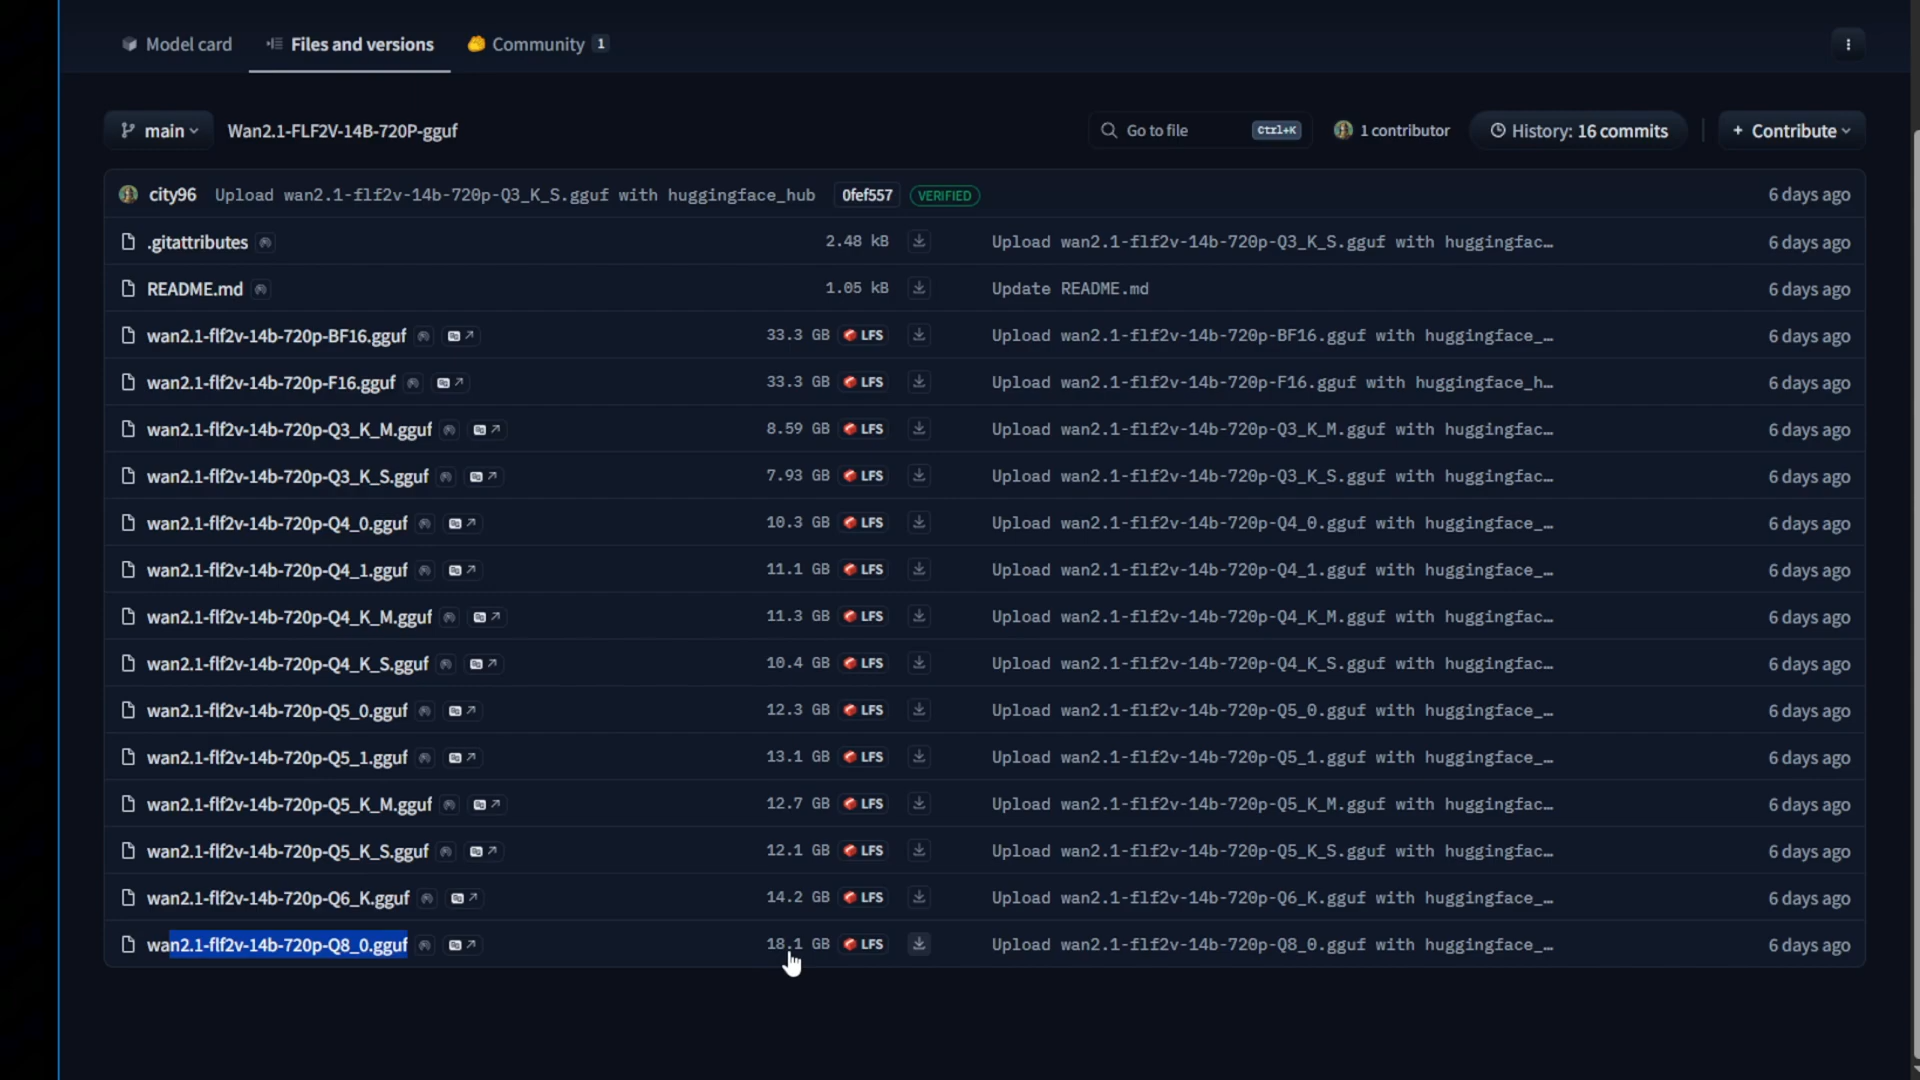 Model card Files and versions Community 1
main Wan2.1-FLF2V-14B-720P-gguf Go to file Ctrl+K 1 contributor History: 16 commits + Contribute
city96 Upload wan2.1-flf2v-14b-720p-Q3_K_S.gguf with huggingface_hub 0fef557 VERIFIED 6 days ago
.gitattributes 2.48 kB Upload wan2.1-flf2v-14b-720p-Q3_K_S.gguf with huggingfac… 6 days ago
README.md 1.05 kB Update README.md 6 days ago
wan2.1-flf2v-14b-720p-BF16.gguf 33.3 GB LFS Upload wan2.1-flf2v-14b-720p-BF16.gguf with huggingface_… 6 days ago
wan2.1-flf2v-14b-720p-F16.gguf 33.3 GB LFS Upload wan2.1-flf2v-14b-720p-F16.gguf with huggingface_h… 6 days ago
wan2.1-flf2v-14b-720p-Q3_K_M.gguf 8.59 GB LFS Upload wan2.1-flf2v-14b-720p-Q3_K_M.gguf with huggingfac… 6 days ago
wan2.1-flf2v-14b-720p-Q3_K_S.gguf 7.93 GB LFS Upload wan2.1-flf2v-14b-720p-Q3_K_S.gguf with huggingfac… 6 days ago
wan2.1-flf2v-14b-720p-Q4_0.gguf 10.3 GB LFS Upload wan2.1-flf2v-14b-720p-Q4_0.gguf with huggingface_… 6 days ago
wan2.1-flf2v-14b-720p-Q4_1.gguf 11.1 GB LFS Upload wan2.1-flf2v-14b-720p-Q4_1.gguf with huggingface_… 6 days ago
wan2.1-flf2v-14b-720p-Q4_K_M.gguf 11.3 GB LFS Upload wan2.1-flf2v-14b-720p-Q4_K_M.gguf with huggingfac… 6 days ago
wan2.1-flf2v-14b-720p-Q4_K_S.gguf 10.4 GB LFS Upload wan2.1-flf2v-14b-720p-Q4_K_S.gguf with huggingfac… 6 days ago
wan2.1-flf2v-14b-720p-Q5_0.gguf 12.3 GB LFS Upload wan2.1-flf2v-14b-720p-Q5_0.gguf with huggingface_… 6 days ago
wan2.1-flf2v-14b-720p-Q5_1.gguf 13.1 GB LFS Upload wan2.1-flf2v-14b-720p-Q5_1.gguf with huggingface_… 6 days ago
wan2.1-flf2v-14b-720p-Q5_K_M.gguf 12.7 GB LFS Upload wan2.1-flf2v-14b-720p-Q5_K_M.gguf with huggingfac… 6 days ago
wan2.1-flf2v-14b-720p-Q5_K_S.gguf 12.1 GB LFS Upload wan2.1-flf2v-14b-720p-Q5_K_S.gguf with huggingfac… 6 days ago
wan2.1-flf2v-14b-720p-Q6_K.gguf 14.2 GB LFS Upload wan2.1-flf2v-14b-720p-Q6_K.gguf with huggingface_… 6 days ago
wan2.1-flf2v-14b-720p-Q8_0.gguf 18.1 GB LFS Upload wan2.1-flf2v-14b-720p-Q8_0.gguf with huggingface_… 6 days ago